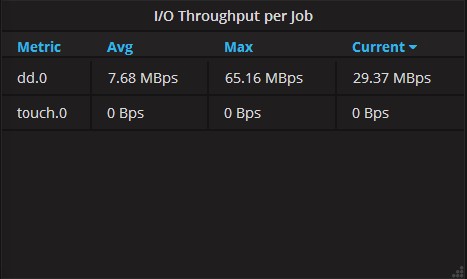 I/O Throughput per Job
Metric Avg Max Current
dd.0 7.68 MBps 65.16 MBps 29.37 MBps
touch.0 0 Bps 0 Bps 0 Bps